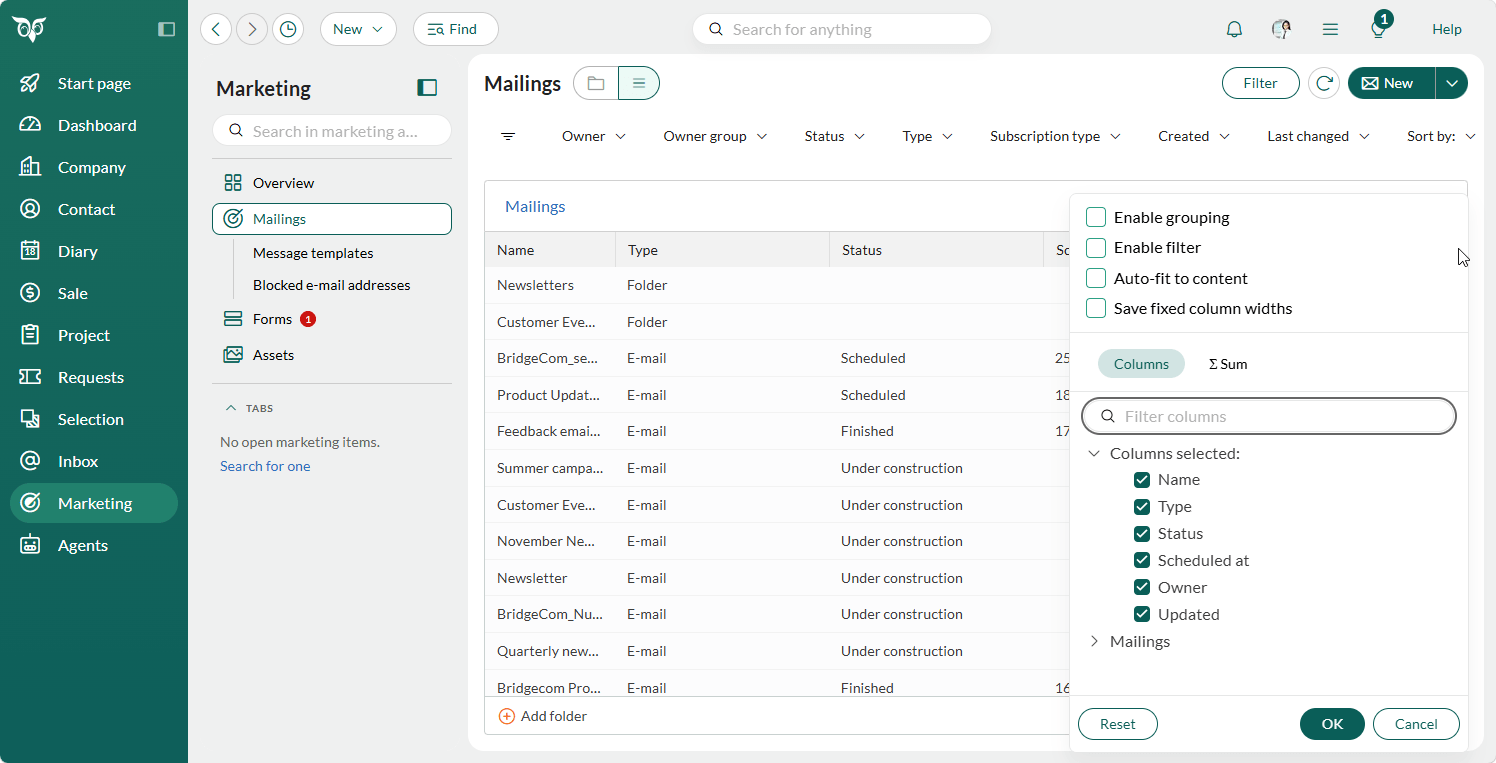 New
Find
Search for anything
1
Help
Start page
Dashboard
Company
Contact
18
Diary
Sale
Project
Requests
Selection
Inbox
Marketing
Agents
Marketing
Search in marketing a...
Overview
Mailings
Message templates
Blocked e-mail addresses
Forms 1
Assets
TABS
No open marketing items.
Search for one
Mailings
Filter
New
Owner Owner group Status Type Subscription type Created Last changed Sort by:
Mailings
Name Type Status Sc
Newsletters Folder
Customer Eve... Folder
BridgeCom_se... E-mail Scheduled 25
Product Updat... E-mail Scheduled 18
Feedback emai... E-mail Finished 17
Summer campa... E-mail Under construction
Customer Eve... E-mail Under construction
November Ne... E-mail Under construction
Newsletter E-mail Under construction
BridgeCom_Nu... E-mail Under construction
Quarterly new... E-mail Under construction
Bridgecom Pro... E-mail Finished 16
Add folder
Enable grouping
Enable filter
Auto-fit to content
Save fixed column widths
Columns Σ Sum
Filter columns
Columns selected:
Name
Type
Status
Scheduled at
Owner
Updated
Mailings
Reset OK Cancel